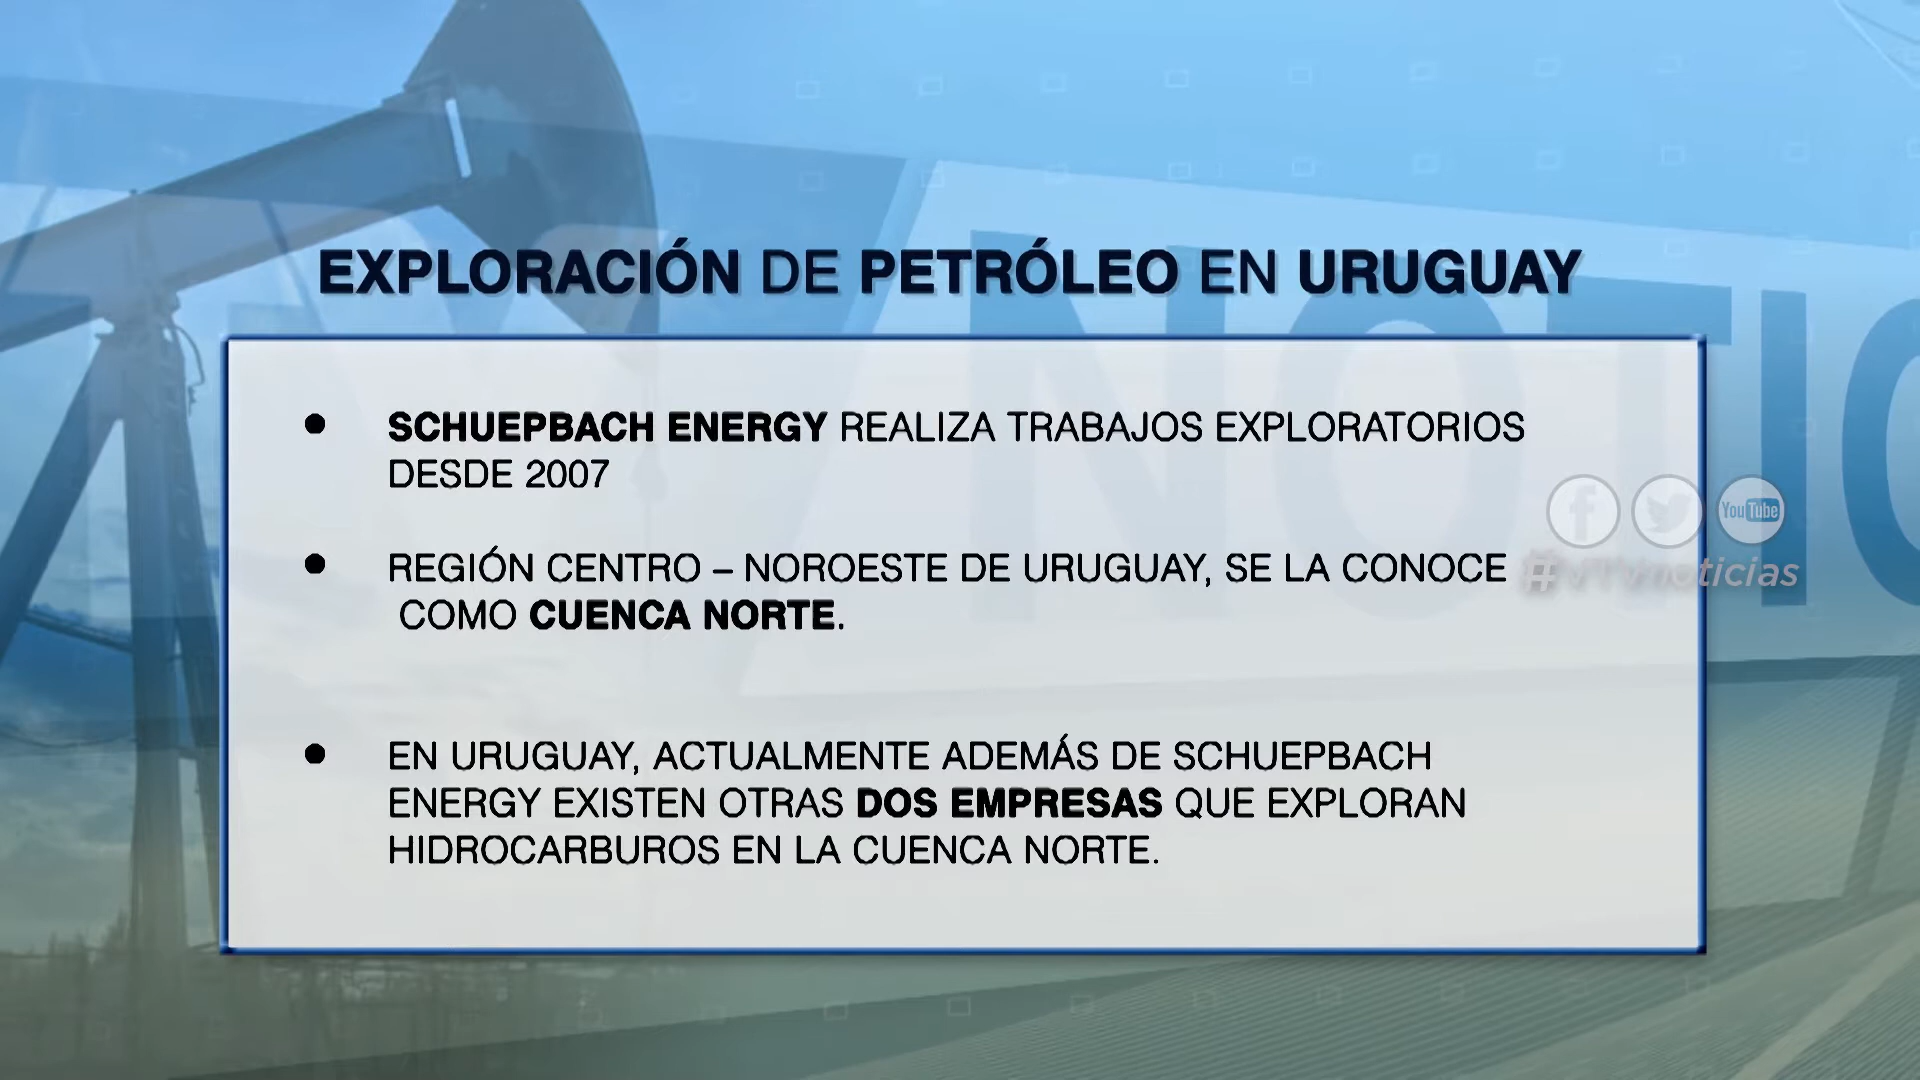 EXPLORACIÓN DE PETRÓLEO EN URUGUAY
● SCHUEPBACH ENERGY REALIZA TRABAJOS EXPLORATORIOS
DESDE 2007
● REGIÓN CENTRO – NOROESTE DE URUGUAY, SE LA CONOCE
COMO CUENCA NORTE.
● EN URUGUAY, ACTUALMENTE ADEMÁS DE SCHUEPBACH
ENERGY EXISTEN OTRAS DOS EMPRESAS QUE EXPLORAN
HIDROCARBUROS EN LA CUENCA NORTE.
YouTube
#VTVnoticias
NOTIC